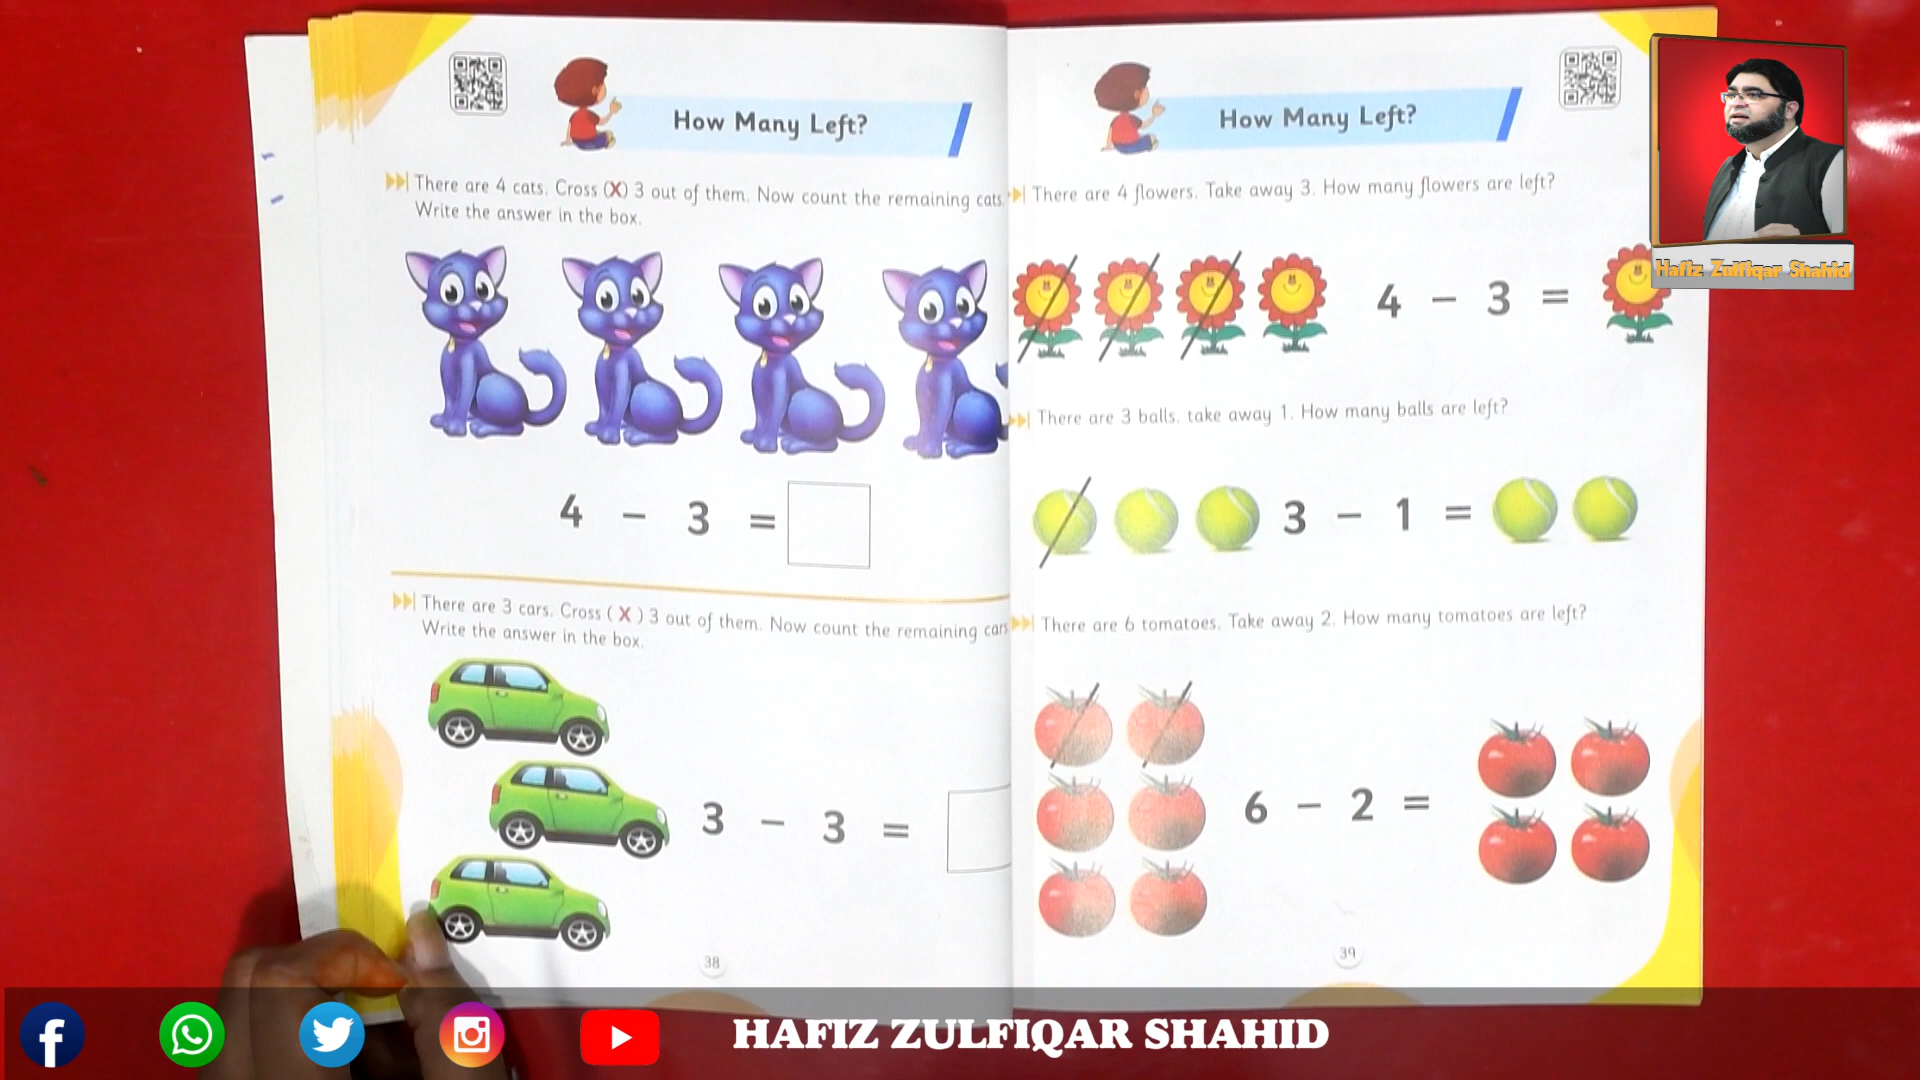 How Many Left?
There are 4 cats. Cross (X) 3 out of them. Now count the remaining cats.
Write the answer in the box.
4 - 3 =
There are 3 cars. Cross ( X ) 3 out of them. Now count the remaining cars
Write the answer in the box.
3 - 3 =
38
How Many Left?
There are 4 flowers. Take away 3. How many flowers are left?
4 - 3 =
There are 3 balls. take away 1. How many balls are left?
3 - 1 =
There are 6 tomatoes. Take away 2. How many tomatoes are left?
6 - 2 =
39
Hafiz Zulfiqar Shahid
HAFIZ ZULFIQAR SHAHID